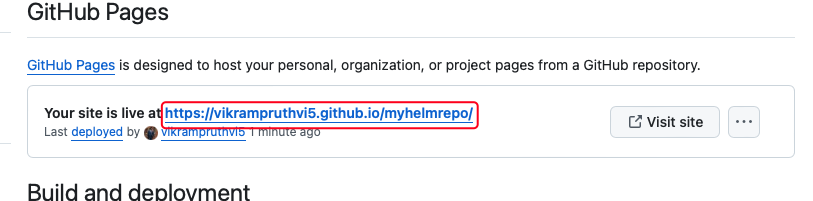 GitHub Pages
GitHub Pages is designed to host your personal, organization, or project pages from a GitHub repository.
Your site is live at https://vikrampruthvi5.github.io/myhelmrepo/
Visit site
Last deployed by vikrampruthvi5 1 minute ago
Build and deployment